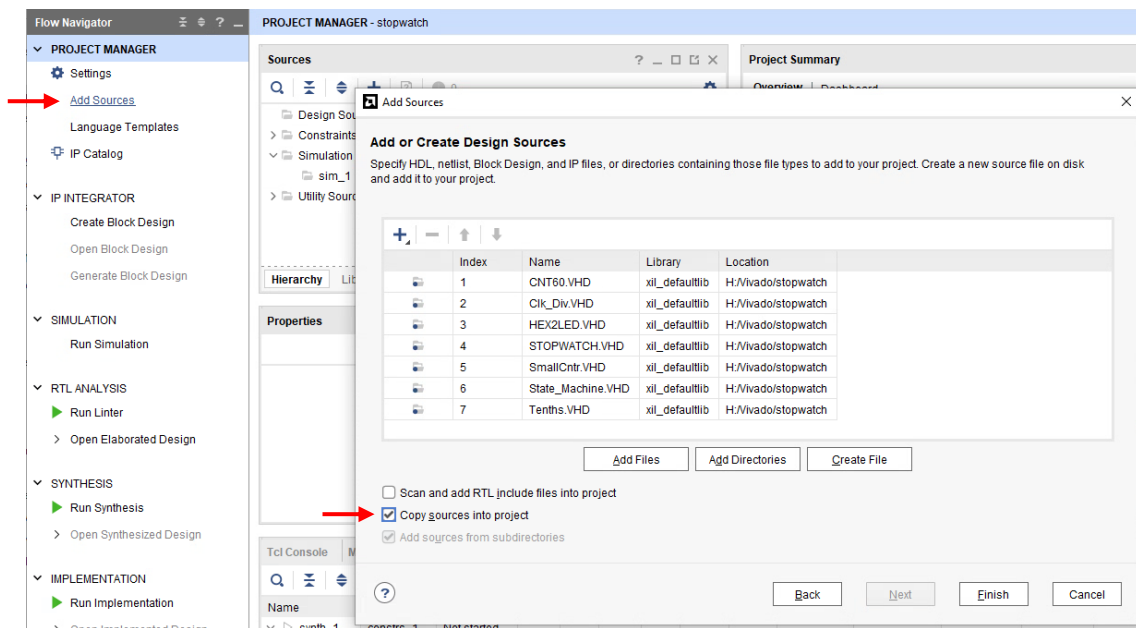 Flow Navigator ? _
PROJECT MANAGER - stopwatch
PROJECT MANAGER
Settings
Add Sources
Language Templates
IP Catalog
IP INTEGRATOR
Create Block Design
Open Block Design
Generate Block Design
SIMULATION
Run Simulation
RTL ANALYSIS
Run Linter
Open Elaborated Design
SYNTHESIS
Run Synthesis
Open Synthesized Design
IMPLEMENTATION
Run Implementation
Open Implemented Design
Sources
Design Sou
Constraints
Simulation
sim_1
Utility Sourc
Hierarchy Lib
Properties
Tcl Console M
Name
synth_1 constrs_1 Not started
Project Summary
Overview | Dashboard
Add Sources
Add or Create Design Sources
Specify HDL, netlist, Block Design, and IP files, or directories containing those file types to add to your project. Create a new source file on disk
and add it to your project.
Index Name Library Location
1 CNT60.VHD xil_defaultlib H:/Vivado/stopwatch
2 Clk_Div.VHD xil_defaultlib H:/Vivado/stopwatch
3 HEX2LED.VHD xil_defaultlib H:/Vivado/stopwatch
4 STOPWATCH.VHD xil_defaultlib H:/Vivado/stopwatch
5 SmallCntr.VHD xil_defaultlib H:/Vivado/stopwatch
6 State_Machine.VHD xil_defaultlib H:/Vivado/stopwatch
7 Tenths.VHD xil_defaultlib H:/Vivado/stopwatch
Add Files Add Directories Create File
Scan and add RTL include files into project
Copy sources into project
Add sources from subdirectories
? Back Next Finish Cancel